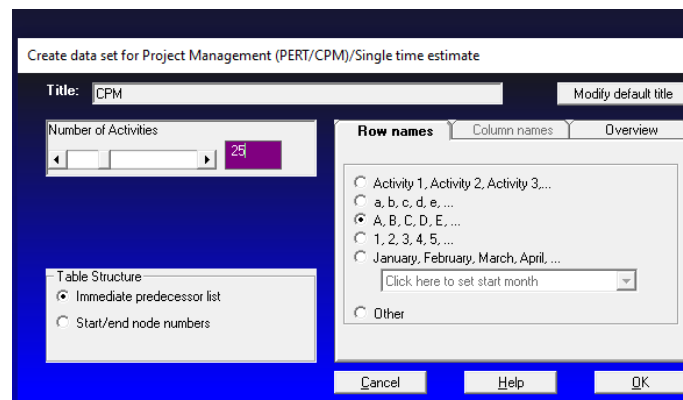 Create data set for Project Management (PERT/CPM)/Single time estimate
Title: CPM Modify default title
Number of Activities
25
Row names Column names Overview
Activity 1, Activity 2, Activity 3,...
a, b, c, d, e, ...
A, B, C, D, E, ...
1, 2, 3, 4, 5, ...
January, February, March, April, ...
Click here to set start month
Other
Table Structure
Immediate predecessor list
Start/end node numbers
Cancel Help OK